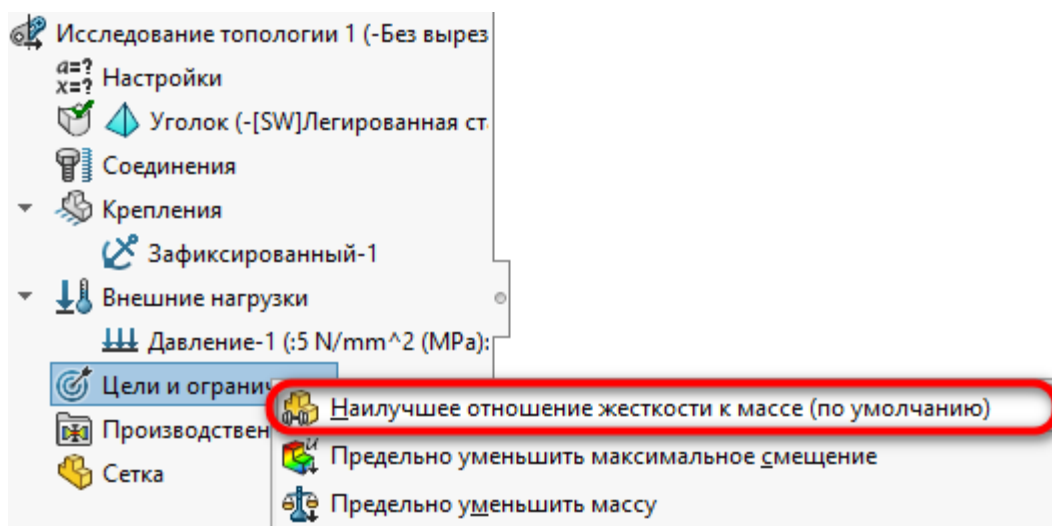 Исследование топологии 1 (-Без вырез
a=?
x=?
Настройки
Уголок (-[SW]Легированная ст
Соединения
Крепления
Зафиксированный-1
Внешние нагрузки
Давление-1 (:5 N/mm^2 (MPa):
Цели и огранич
Наилучшее отношение жесткости к массе (по умолчанию)
Производствен
Предельно уменьшить максимальное смещение
Сетка
Предельно уменьшить массу